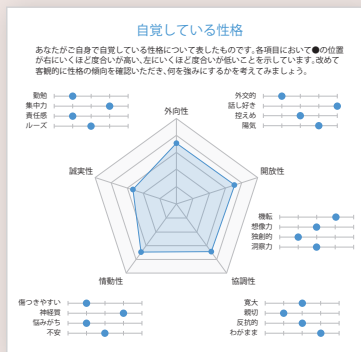 自覚している性格
あなたがご自身で自覚している性格について表したものです。各項目において●の位置
が右にいくほど度合いが高い、左にいくほど度合いが低いことを示しています。改めて
客観的に性格の傾向を確認いただき、何を強みにするかを考えてみましょう。
勤勉
集中力
責任感
ルーズ
外交的
話し好き
控えめ
陽気
外向性
誠実性
開放性
機転
想像力
独創的
洞察力
情動性
協調性
傷つきやすい
神経質
悩みがち
不安
寛大
親切
反抗的
わがまま